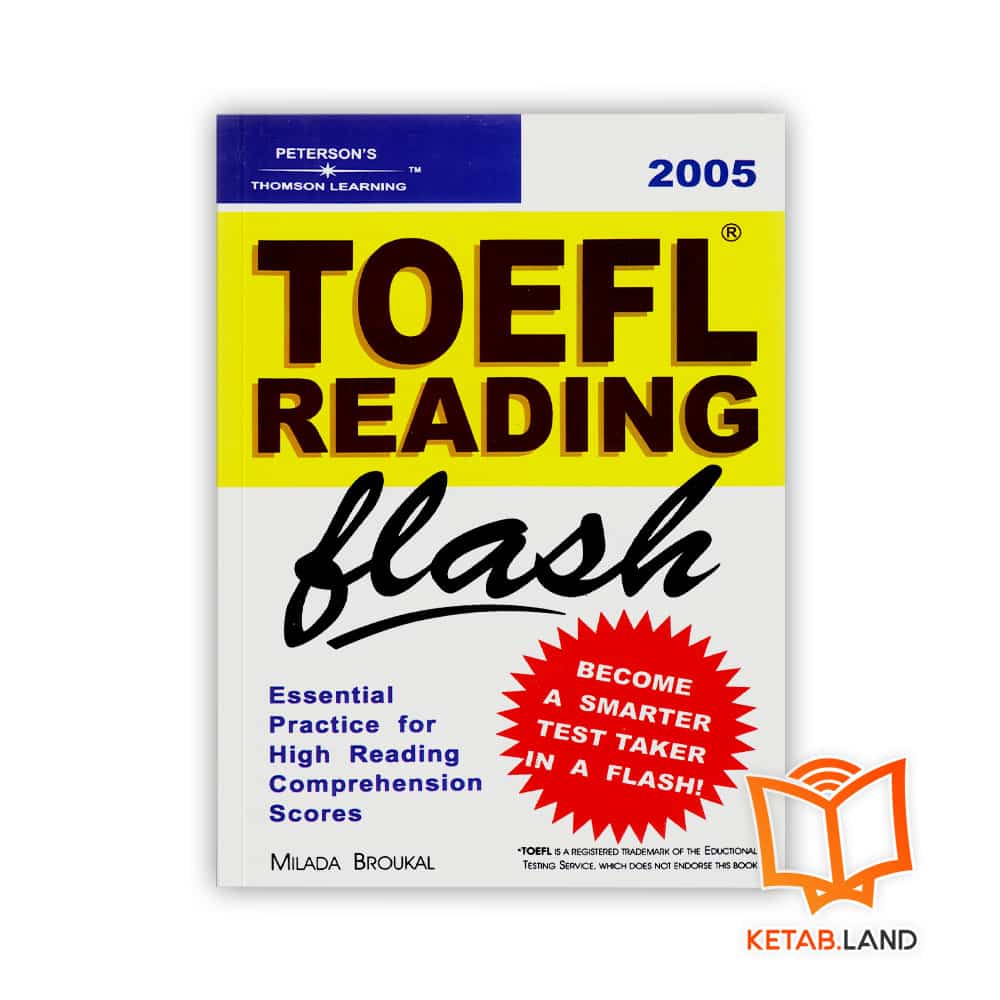 PETERSON'S
™
THOMSON LEARNING
2005
TOEFL®
READING
flash
Essential
Practice for
High Reading
Comprehension
Scores
BECOME
A SMARTER
TEST TAKER
IN A FLASH!
MILADA BROUKAL
*TOEFL IS A REGISTERED TRADEMARK OF THE EDUCTIONAL
TESTING SERVICE, WHICH DOES NOT ENDORSE THIS BOOK
KETAB.LAND